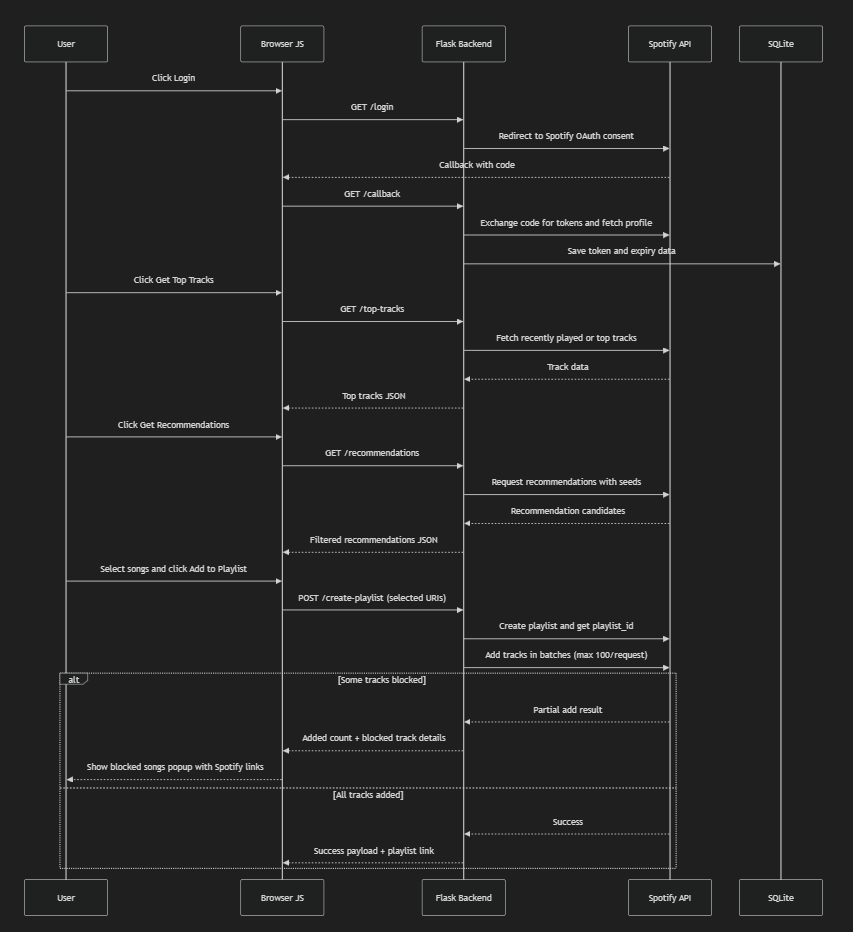 User
Browser JS
Flask Backend
Spotify API
SQLite
Click Login
GET /login
Redirect to Spotify OAuth consent
Callback with code
GET /callback
Exchange code for tokens and fetch profile
Save token and expiry data
Click Get Top Tracks
GET /top-tracks
Fetch recently played or top tracks
Track data
Top tracks JSON
Click Get Recommendations
GET /recommendations
Request recommendations with seeds
Recommendation candidates
Filtered recommendations JSON
Select songs and click Add to Playlist
POST /create-playlist (selected URIs)
Create playlist and get playlist_id
Add tracks in batches (max 100/request)
alt
[Some tracks blocked]
Partial add result
Added count + blocked track details
Show blocked songs popup with Spotify links
[All tracks added]
Success
Success payload + playlist link
User
Browser JS
Flask Backend
Spotify API
SQLite